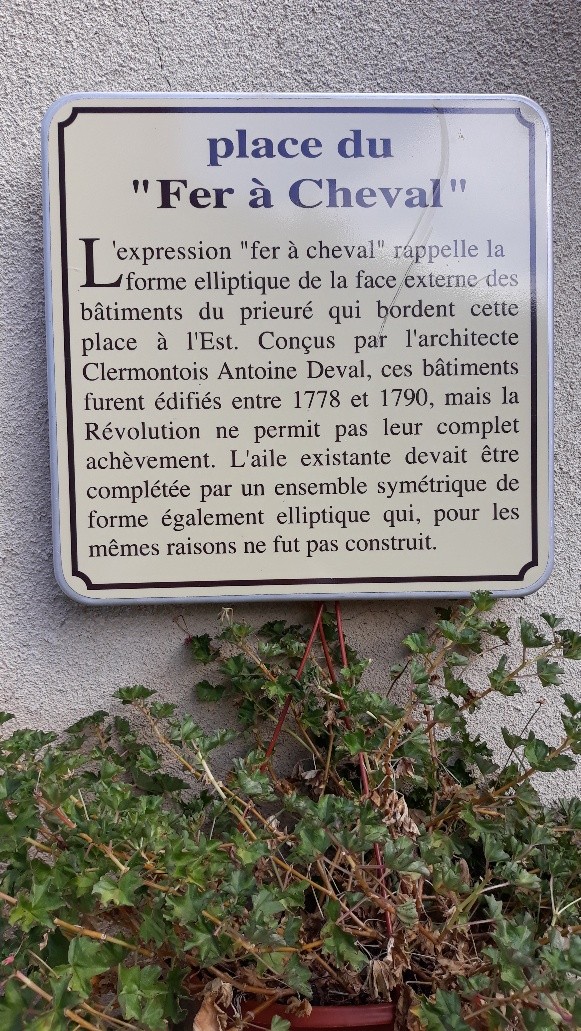 place du
"Fer à Cheval"
L'expression "fer à cheval" rappelle la
forme elliptique de la face externe des
bâtiments du prieuré qui bordent cette
place à l'Est. Conçus par l'architecte
Clermontois Antoine Deval, ces bâtiments
furent édifiés entre 1778 et 1790, mais la
Révolution ne permit pas leur complet
achèvement. L'aile existante devait être
complétée par un ensemble symétrique de
forme également elliptique qui, pour les
mêmes raisons ne fut pas construit.